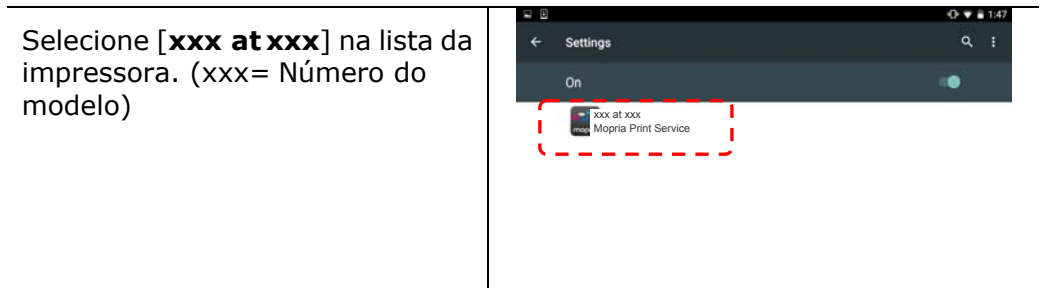 Selecione [xxx at xxx] na lista da
impressora. (xxx= Número do
modelo)
1:47
Settings
On
xxx at xxx
Mopria Print Service